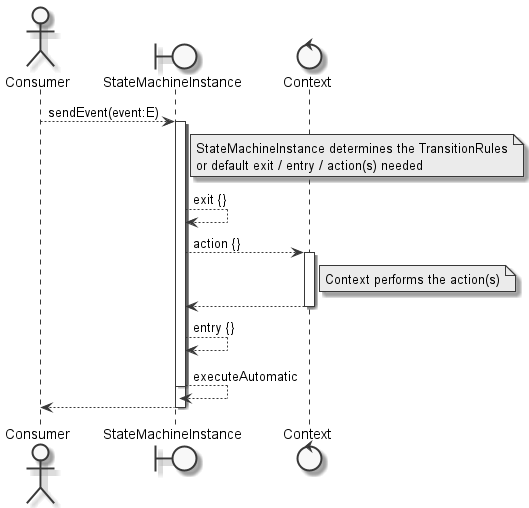 Consumer
StateMachineInstance
Context
sendEvent(event:E)
StateMachineInstance determines the TransitionRules
or default exit / entry / action(s) needed
exit {}
action {}
Context performs the action(s)
entry {}
executeAutomatic
Consumer
StateMachineInstance
Context